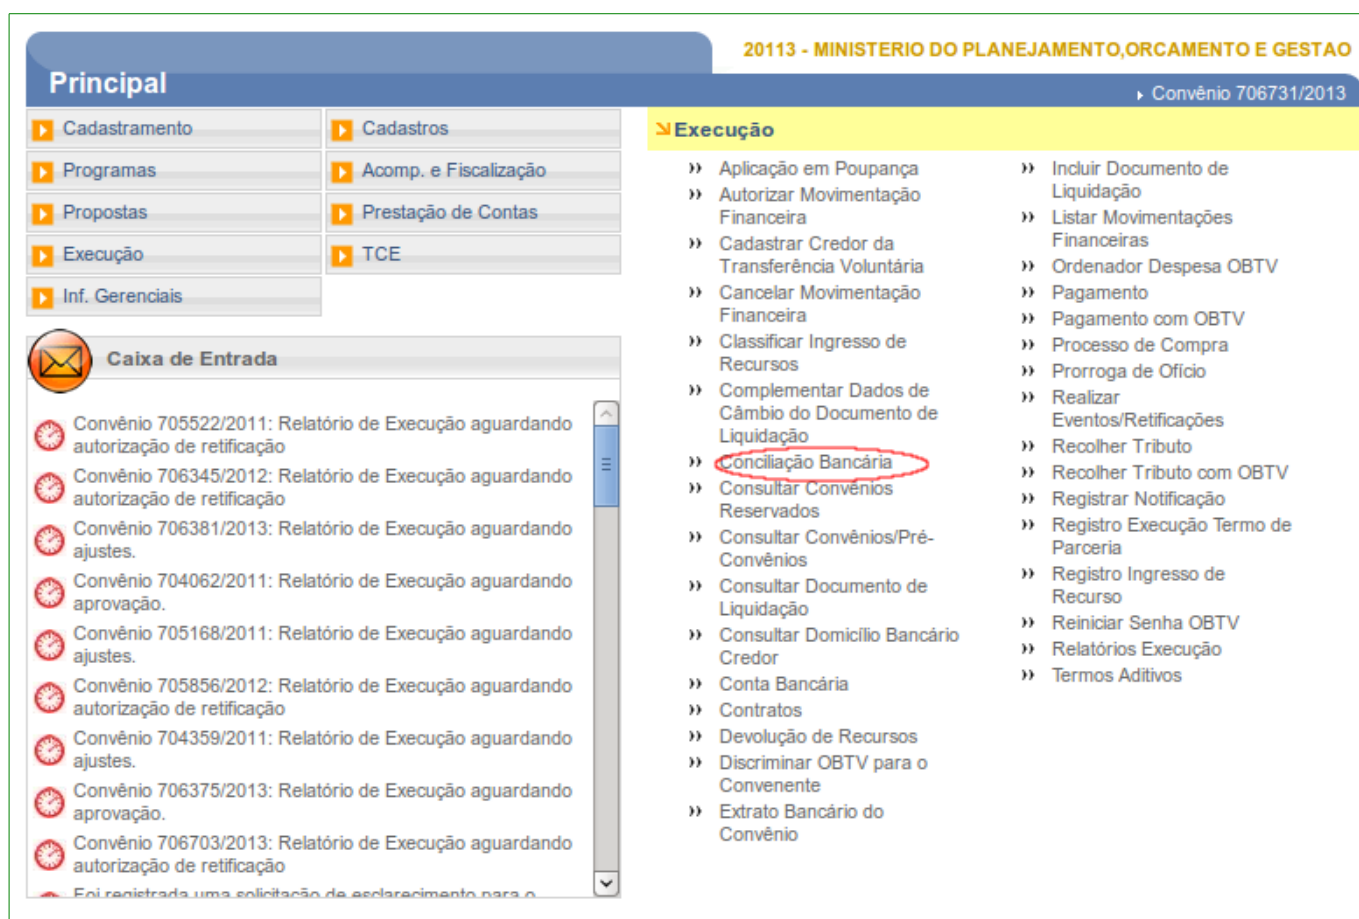 20113 - MINISTERIO DO PLANEJAMENTO,ORCAMENTO E GESTAO
Principal
Convênio 706731/2013
Cadastramento
Cadastros
Programas
Acomp. e Fiscalização
Propostas
Prestação de Contas
Execução
TCE
Inf. Gerenciais
Caixa de Entrada
Convênio 705522/2011: Relatório de Execução aguardando
autorização de retificação
Convênio 706345/2012: Relatório de Execução aguardando
autorização de retificação
Convênio 706381/2013: Relatório de Execução aguardando
ajustes.
Convênio 704062/2011: Relatório de Execução aguardando
aprovação.
Convênio 705168/2011: Relatório de Execução aguardando
ajustes.
Convênio 705856/2012: Relatório de Execução aguardando
autorização de retificação
Convênio 704359/2011: Relatório de Execução aguardando
ajustes.
Convênio 706375/2013: Relatório de Execução aguardando
aprovação.
Convênio 706703/2013: Relatório de Execução aguardando
autorização de retificação
Foi registrada uma solicitação de esclarecimento para o
Execução
Aplicação em Poupança
Autorizar Movimentação
Financeira
Cadastrar Credor da
Transferência Voluntária
Cancelar Movimentação
Financeira
Classificar Ingresso de
Recursos
Complementar Dados de
Câmbio do Documento de
Liquidação
Conciliação Bancária
Consultar Convênios
Reservados
Consultar Convênios/Pré-
Convênios
Consultar Documento de
Liquidação
Consultar Domicílio Bancário
Credor
Conta Bancária
Contratos
Devolução de Recursos
Discriminar OBTV para o
Convenente
Extrato Bancário do
Convênio
Incluir Documento de
Liquidação
Listar Movimentações
Financeiras
Ordenador Despesa OBTV
Pagamento
Pagamento com OBTV
Processo de Compra
Prorroga de Ofício
Realizar
Eventos/Retificações
Recolher Tributo
Recolher Tributo com OBTV
Registrar Notificação
Registro Execução Termo de
Parceria
Registro Ingresso de
Recurso
Reiniciar Senha OBTV
Relatórios Execução
Termos Aditivos